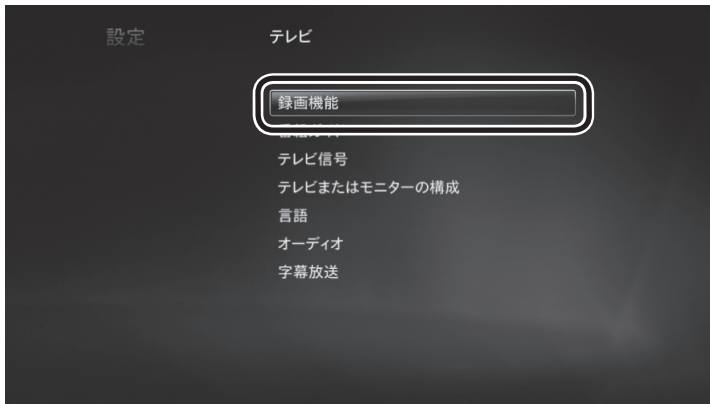 設定
テレビ
録画機能
テレビ信号
テレビまたはモニターの構成
言語
オーディオ
字幕放送